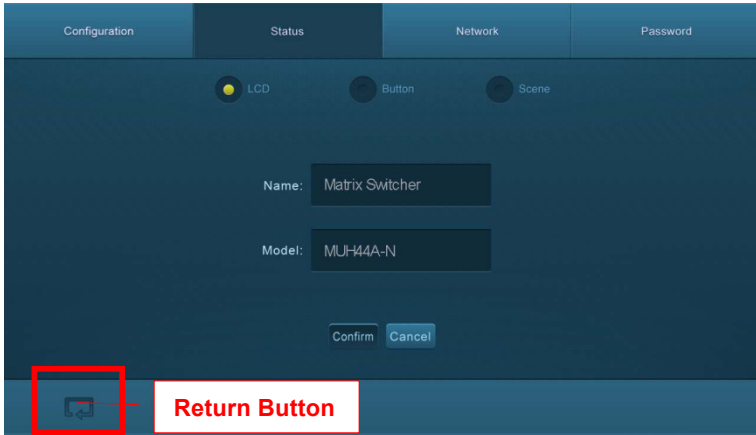 Configuration Status Network Password
LCD Button Scene
Name: Matrix Switcher
Model: MUH44A-N
Confirm Cancel
Return Button